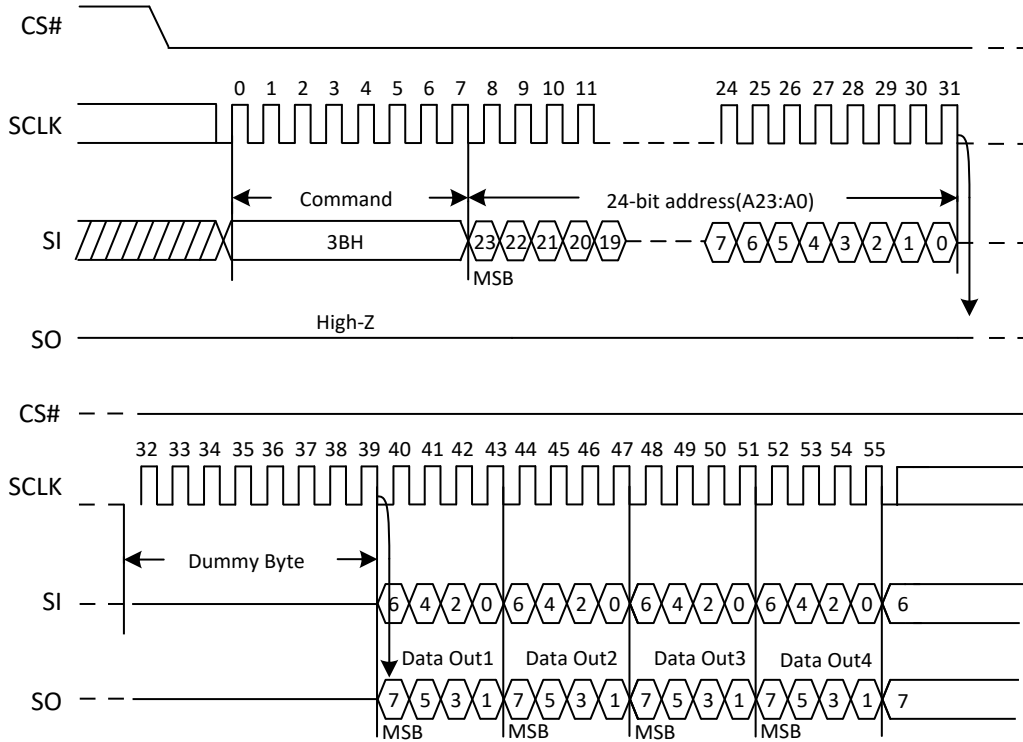 CS#
0 1 2 3 4 5 6 7 8 9 10 11 24 25 26 27 28 29 30 31
SCLK
Command 24-bit address(A23:A0)
SI 3BH 23 22 21 20 19 7 6 5 4 3 2 1 0
MSB
High-Z
SO
CS#
32 33 34 35 36 37 38 39 40 41 42 43 44 45 46 47 48 49 50 51 52 53 54 55
SCLK
Dummy Byte
SI 6 4 2 0 6 4 2 0 6 4 2 0 6 4 2 0 6
Data Out1 Data Out2 Data Out3 Data Out4
SO 7 5 3 1 7 5 3 1 7 5 3 1 7 5 3 1 7
MSB MSB MSB MSB